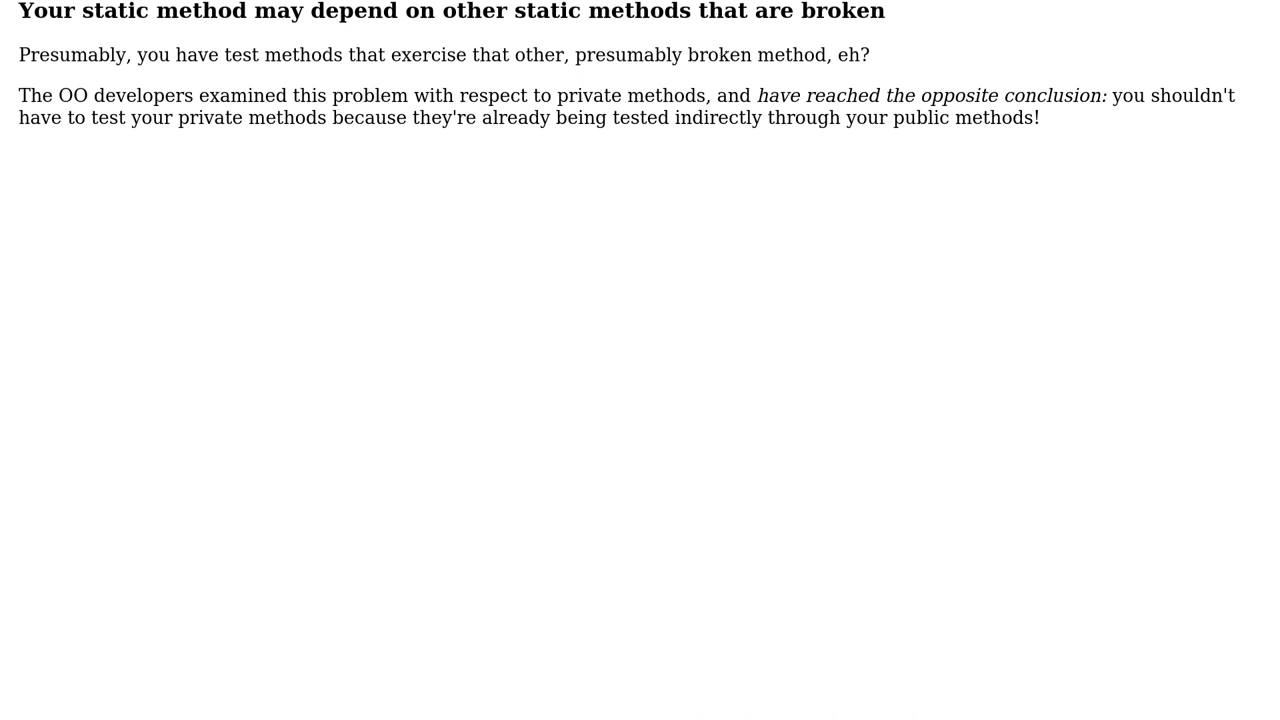 Your static method may depend on other static methods that are broken
Presumably, you have test methods that exercise that other, presumably broken method, eh?
The OO developers examined this problem with respect to private methods, and have reached the opposite conclusion: you shouldn't
have to test your private methods because they're already being tested indirectly through your public methods!